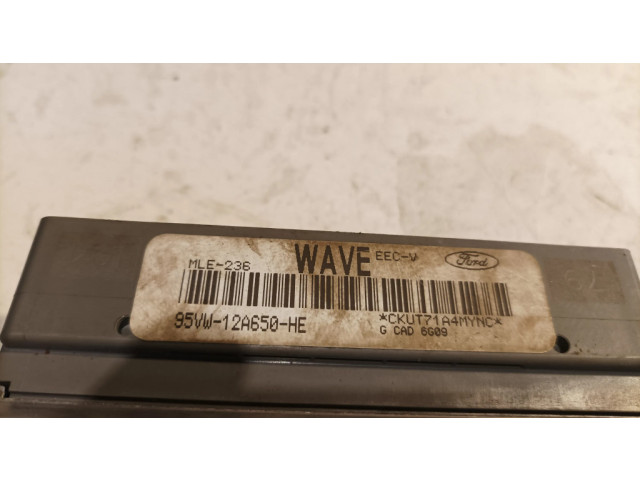 MLE-236 WAVE EEC-V Ford
95VW-12A650-HE *CKUT71A4MYNC*
G CAD 6G09